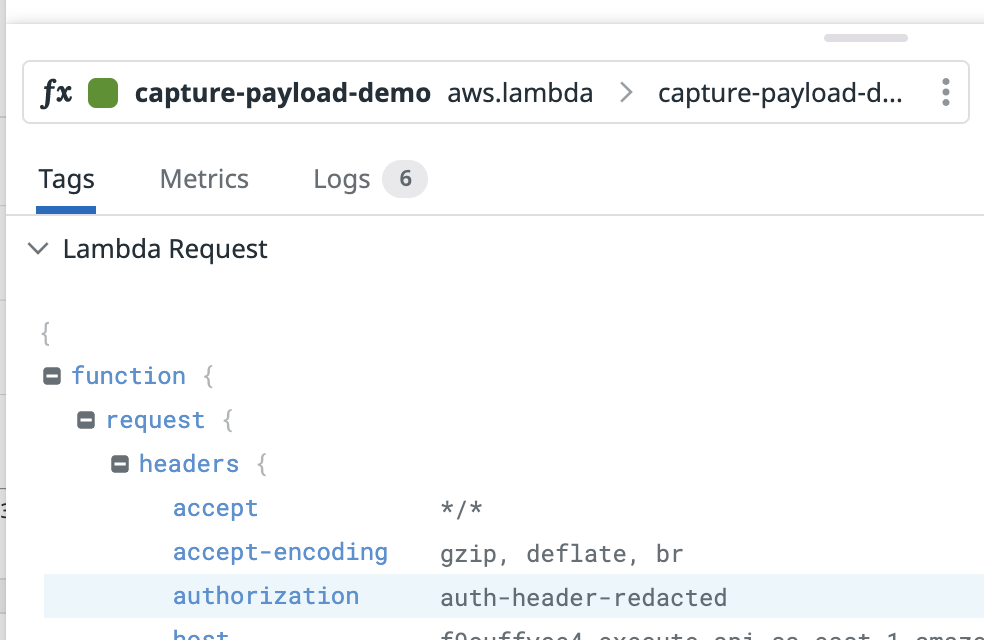 fx capture-payload-demo aws.lambda > capture-payload-d...
Tags Metrics Logs 6
Lambda Request
{
function {
request {
headers {
accept */*
accept-encoding gzip, deflate, br
authorization auth-header-redacted
host